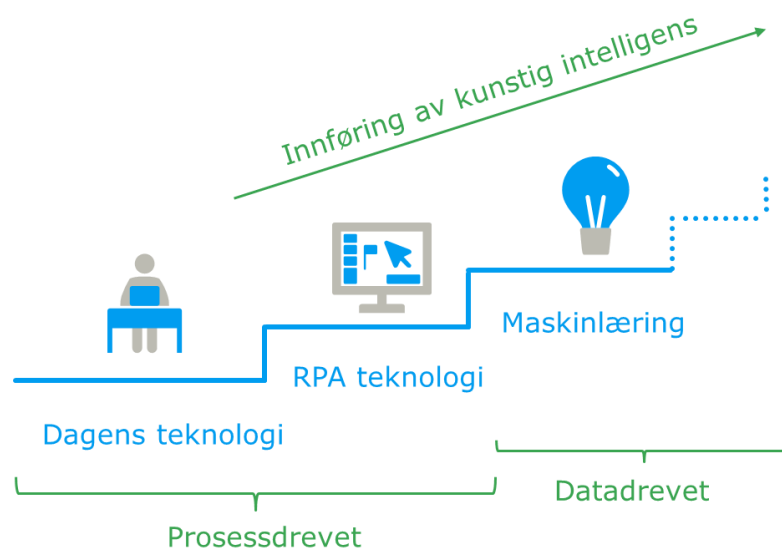 Innføring av kunstig intelligens
Maskinlæring
RPA teknologi
Dagens teknologi
Datadrevet
Prosessdrevet